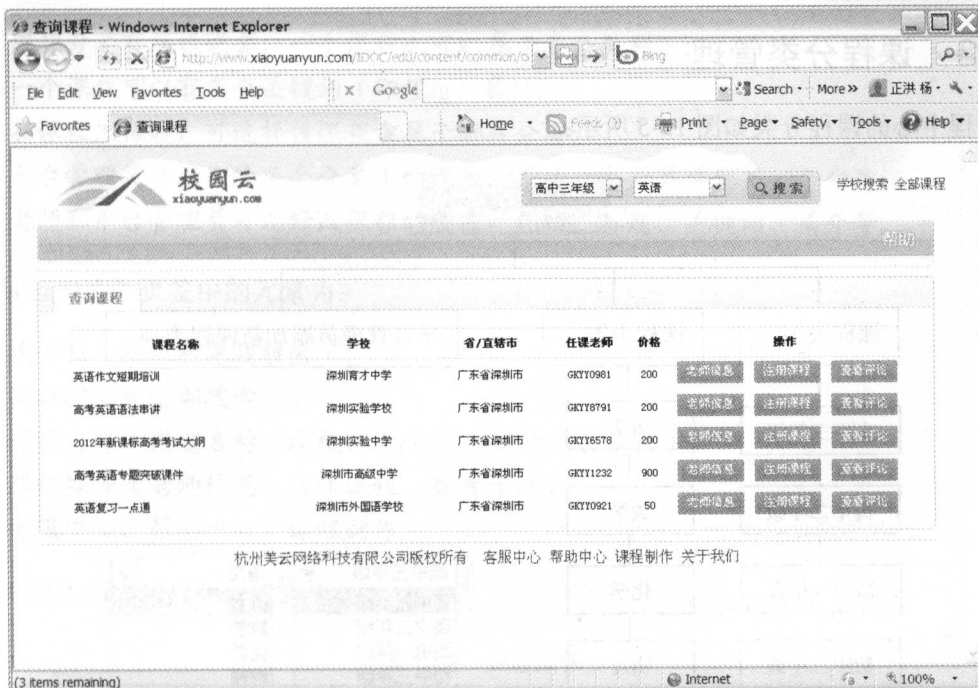 查询课程 - Windows Internet Explorer
http://www.xiaoyuanyun.com/IDOC/edu/content/common/o Bing
File Edit View Favorites Tools Help x Google Search More >> 正洪 杨
Favorites 查询课程 Home Feeds (3) Print Page Safety Tools Help
校园云
xiaoyuanyun.com
高中三年级 英语 搜索 学校搜索 全部课程
帮助
查询课程
课程名称 学校 省/直辖市 任课老师 价格 操作
英语作文短期培训 深圳育才中学 广东省深圳市 GKYY0981 200 老师信息 注册课程 查看评论
高考英语语法串讲 深圳实验学校 广东省深圳市 GKYY8791 200 老师信息 注册课程 查看评论
2012年新课标高考考试大纲 深圳实验中学 广东省深圳市 GKYY6578 200 老师信息 注册课程 查看评论
高考英语专题突破课件 深圳市高级中学 广东省深圳市 GKYY1232 900 老师信息 注册课程 查看评论
英语复习一点通 深圳市外国语学校 广东省深圳市 GKYY0921 50 老师信息 注册课程 查看评论
杭州美云网络科技有限公司版权所有 客服中心 帮助中心 课程制作 关于我们
(3 items remaining) Internet 100%